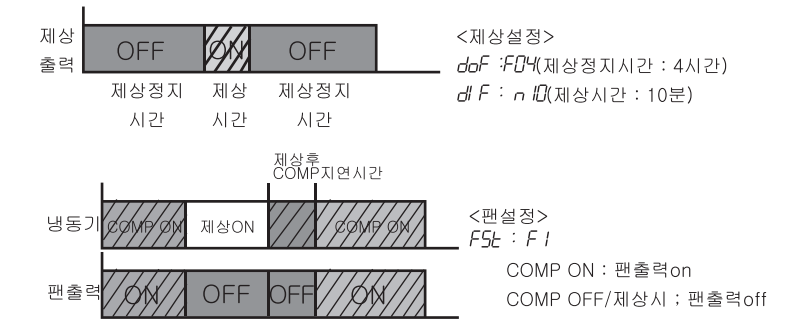 제상
출력
OFF ON OFF
제상정지 제상 제상정지
시간 시간 시간
<제상설정>
doF :F04(제상정지시간 : 4시간)
dIF : n10(제상시간 : 10분)
제상후
COMP지연시간
냉동기 COMP ON 제상ON COMP ON
팬출력 ON OFF OFF ON
<팬설정>
FSt : F1
COMP ON : 팬출력on
COMP OFF/제상시 ; 팬출력off